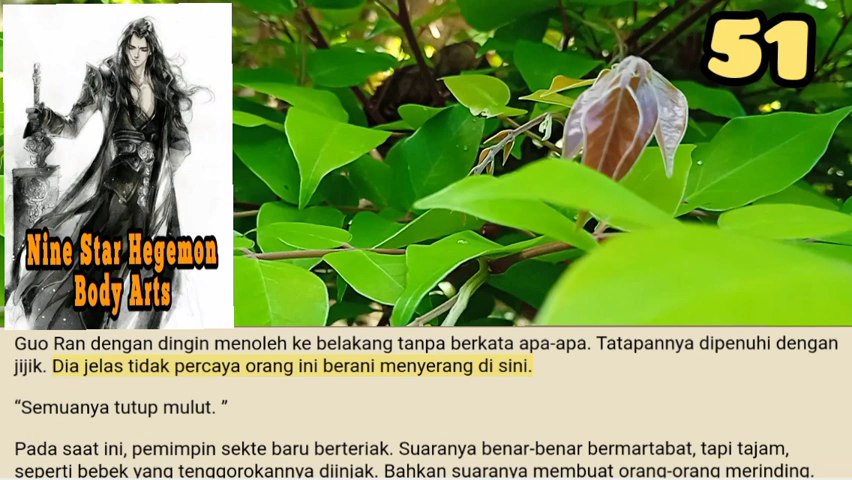 51
Nine Star Hegemon
Body Arts
Guo Ran dengan dingin menoleh ke belakang tanpa berkata apa-apa. Tatapannya dipenuhi dengan
jijik. Dia jelas tidak percaya orang ini berani menyerang di sini.
“Semuanya tutup mulut. ”
Pada saat ini, pemimpin sekte baru berteriak. Suaranya benar-benar bermartabat, tapi tajam,
seperti bebek yang tenggorokannya diinjak. Bahkan suaranya membuat orang-orang merinding.